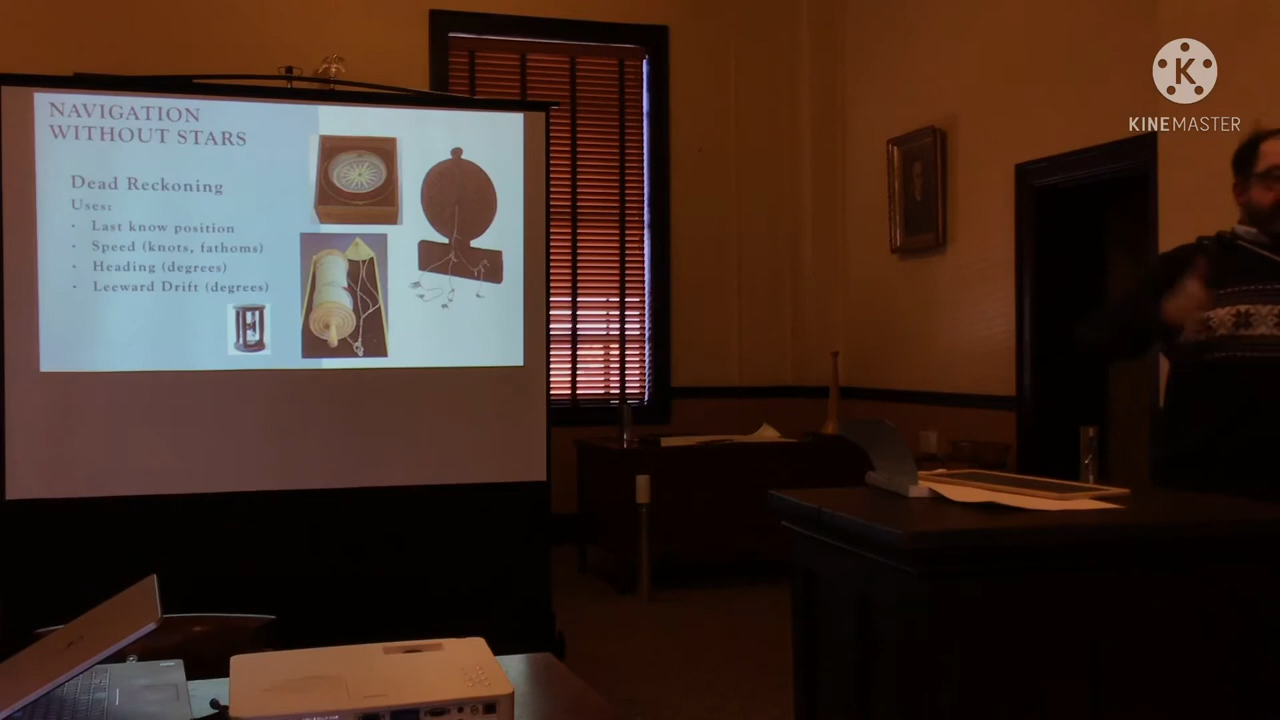 NAVIGATION
WITHOUT STARS
Dead Reckoning
Uses:
• Last know position
• Speed (knots, fathoms)
• Heading (degrees)
• Leeward Drift (degrees)
K
KINEMASTER